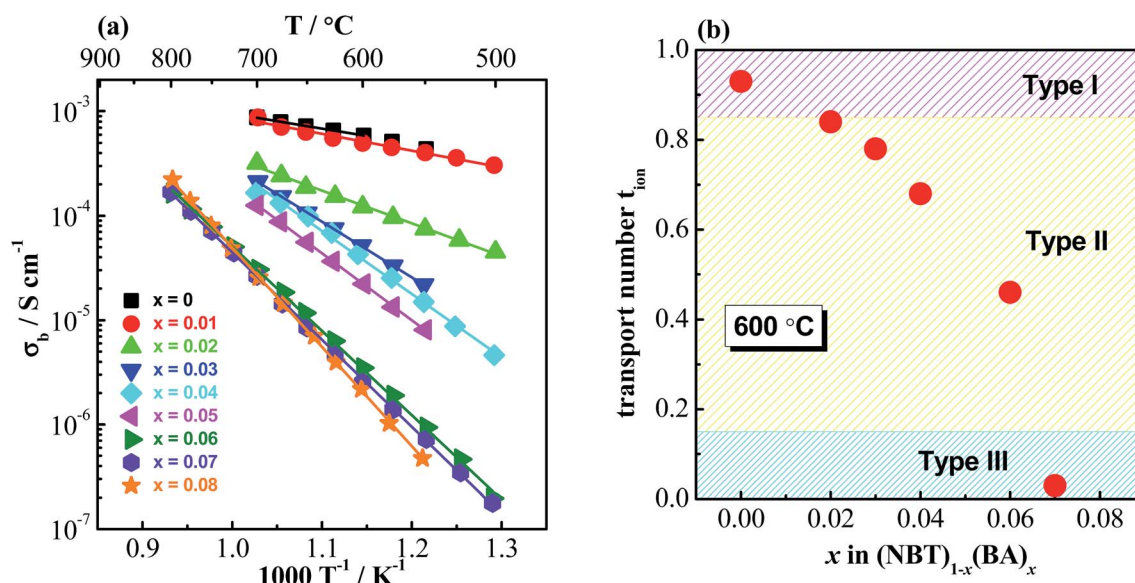 (a)
T / °C
900 800 700 600 500
10⁻³
10⁻⁴
10⁻⁵
10⁻⁶
10⁻⁷
σ_b / S cm⁻¹
x = 0
x = 0.01
x = 0.02
x = 0.03
x = 0.04
x = 0.05
x = 0.06
x = 0.07
x = 0.08
0.9 1.0 1.1 1.2 1.3
1000 T⁻¹ / K⁻¹
(b)
1.0
0.8
0.6
0.4
0.2
0.0
transport number t_ion
Type I
Type II
600 °C
Type III
0.00 0.02 0.04 0.06 0.08
x in (NBT)₁₋ₓ(BA)ₓ